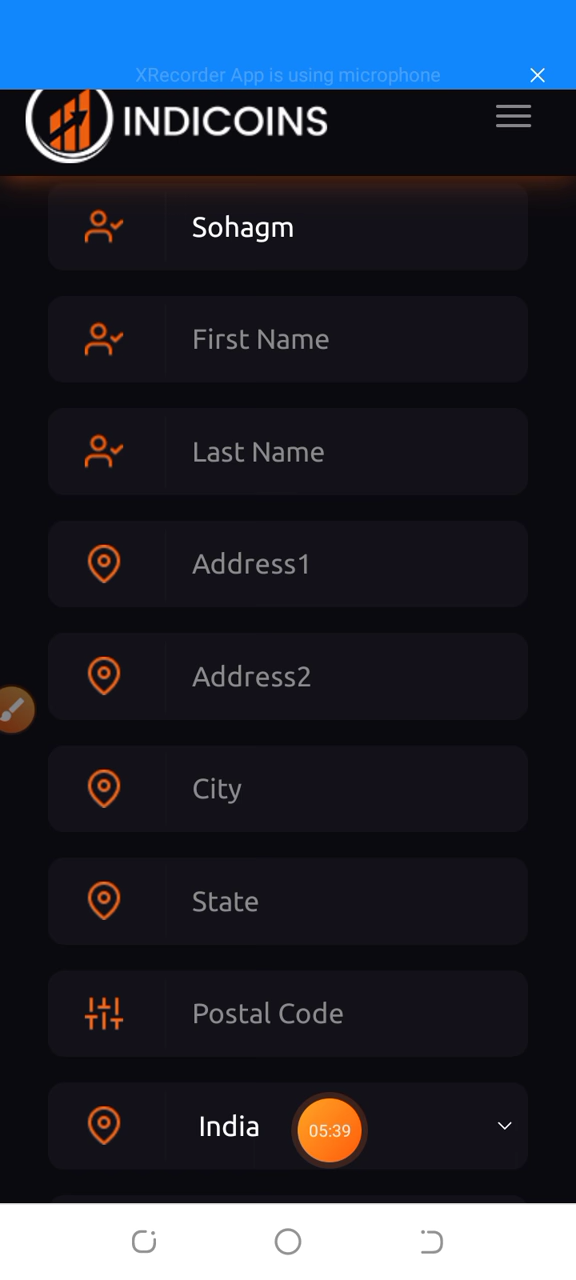 XRecorder App is using microphone
INDICOINS
Sohagm
First Name
Last Name
Address1
Address2
City
State
Postal Code
India
05:39